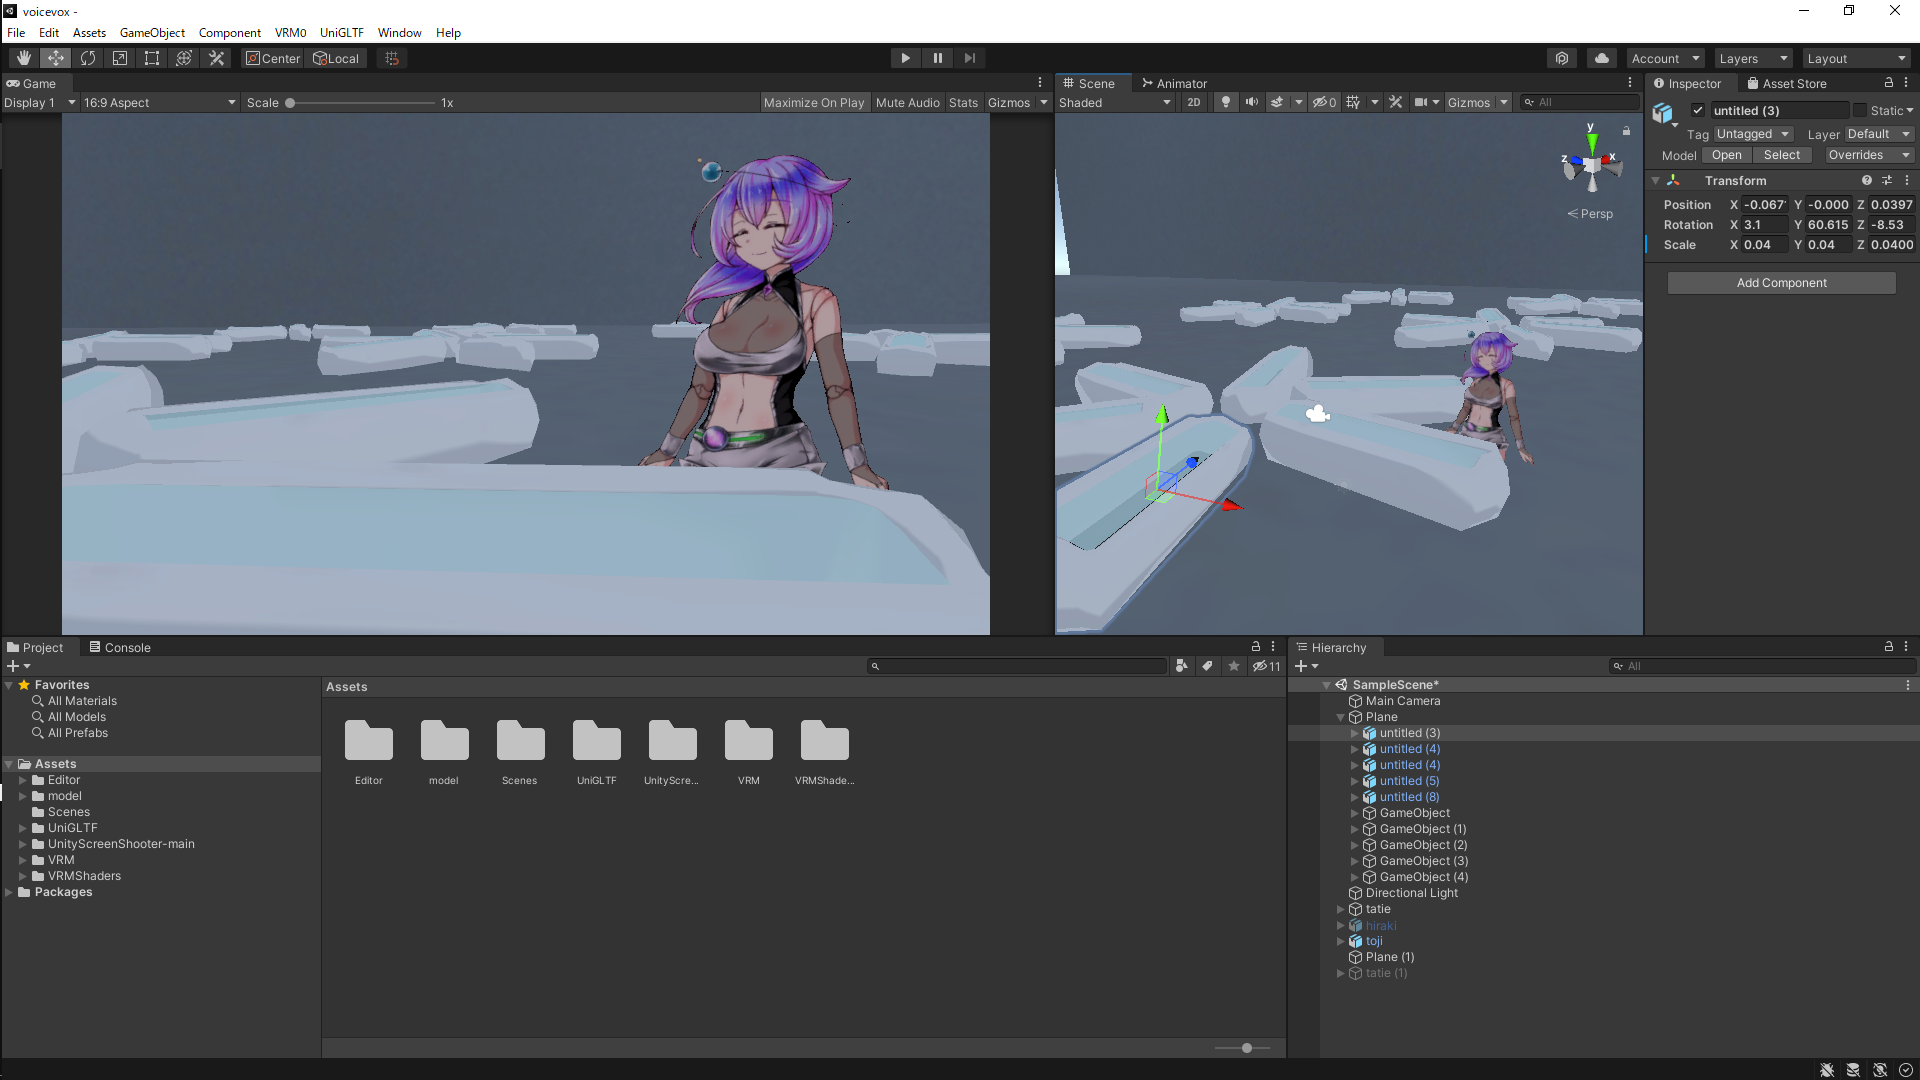 voicevox -
File Edit Assets GameObject Component VRM0 UniGLTF Window Help
Center Local
Account Layers Layout
Game
Display 1 16:9 Aspect Scale 1x Maximize On Play Mute Audio Stats Gizmos
Scene Animator
Shaded 2D 0 Gizmos All
y
z x
Persp
Inspector Asset Store
untitled (3) Static
Tag Untagged Layer Default
Model Open Select Overrides
Transform
Position X -0.067 Y -0.000 Z 0.0397
Rotation X 3.1 Y 60.615 Z -8.53
Scale X 0.04 Y 0.04 Z 0.0400
Add Component
Project Console
11
Favorites
All Materials
All Models
All Prefabs
Assets
Editor
model
Scenes
UniGLTF
UnityScreenShooter-main
VRM
VRMShaders
Packages
Assets
Editor model Scenes UniGLTF UnityScre... VRM VRMShade...
Hierarchy
All
SampleScene*
Main Camera
Plane
untitled (3)
untitled (4)
untitled (4)
untitled (5)
untitled (8)
GameObject
GameObject (1)
GameObject (2)
GameObject (3)
GameObject (4)
Directional Light
tatie
hiraki
toji
Plane (1)
tatie (1)